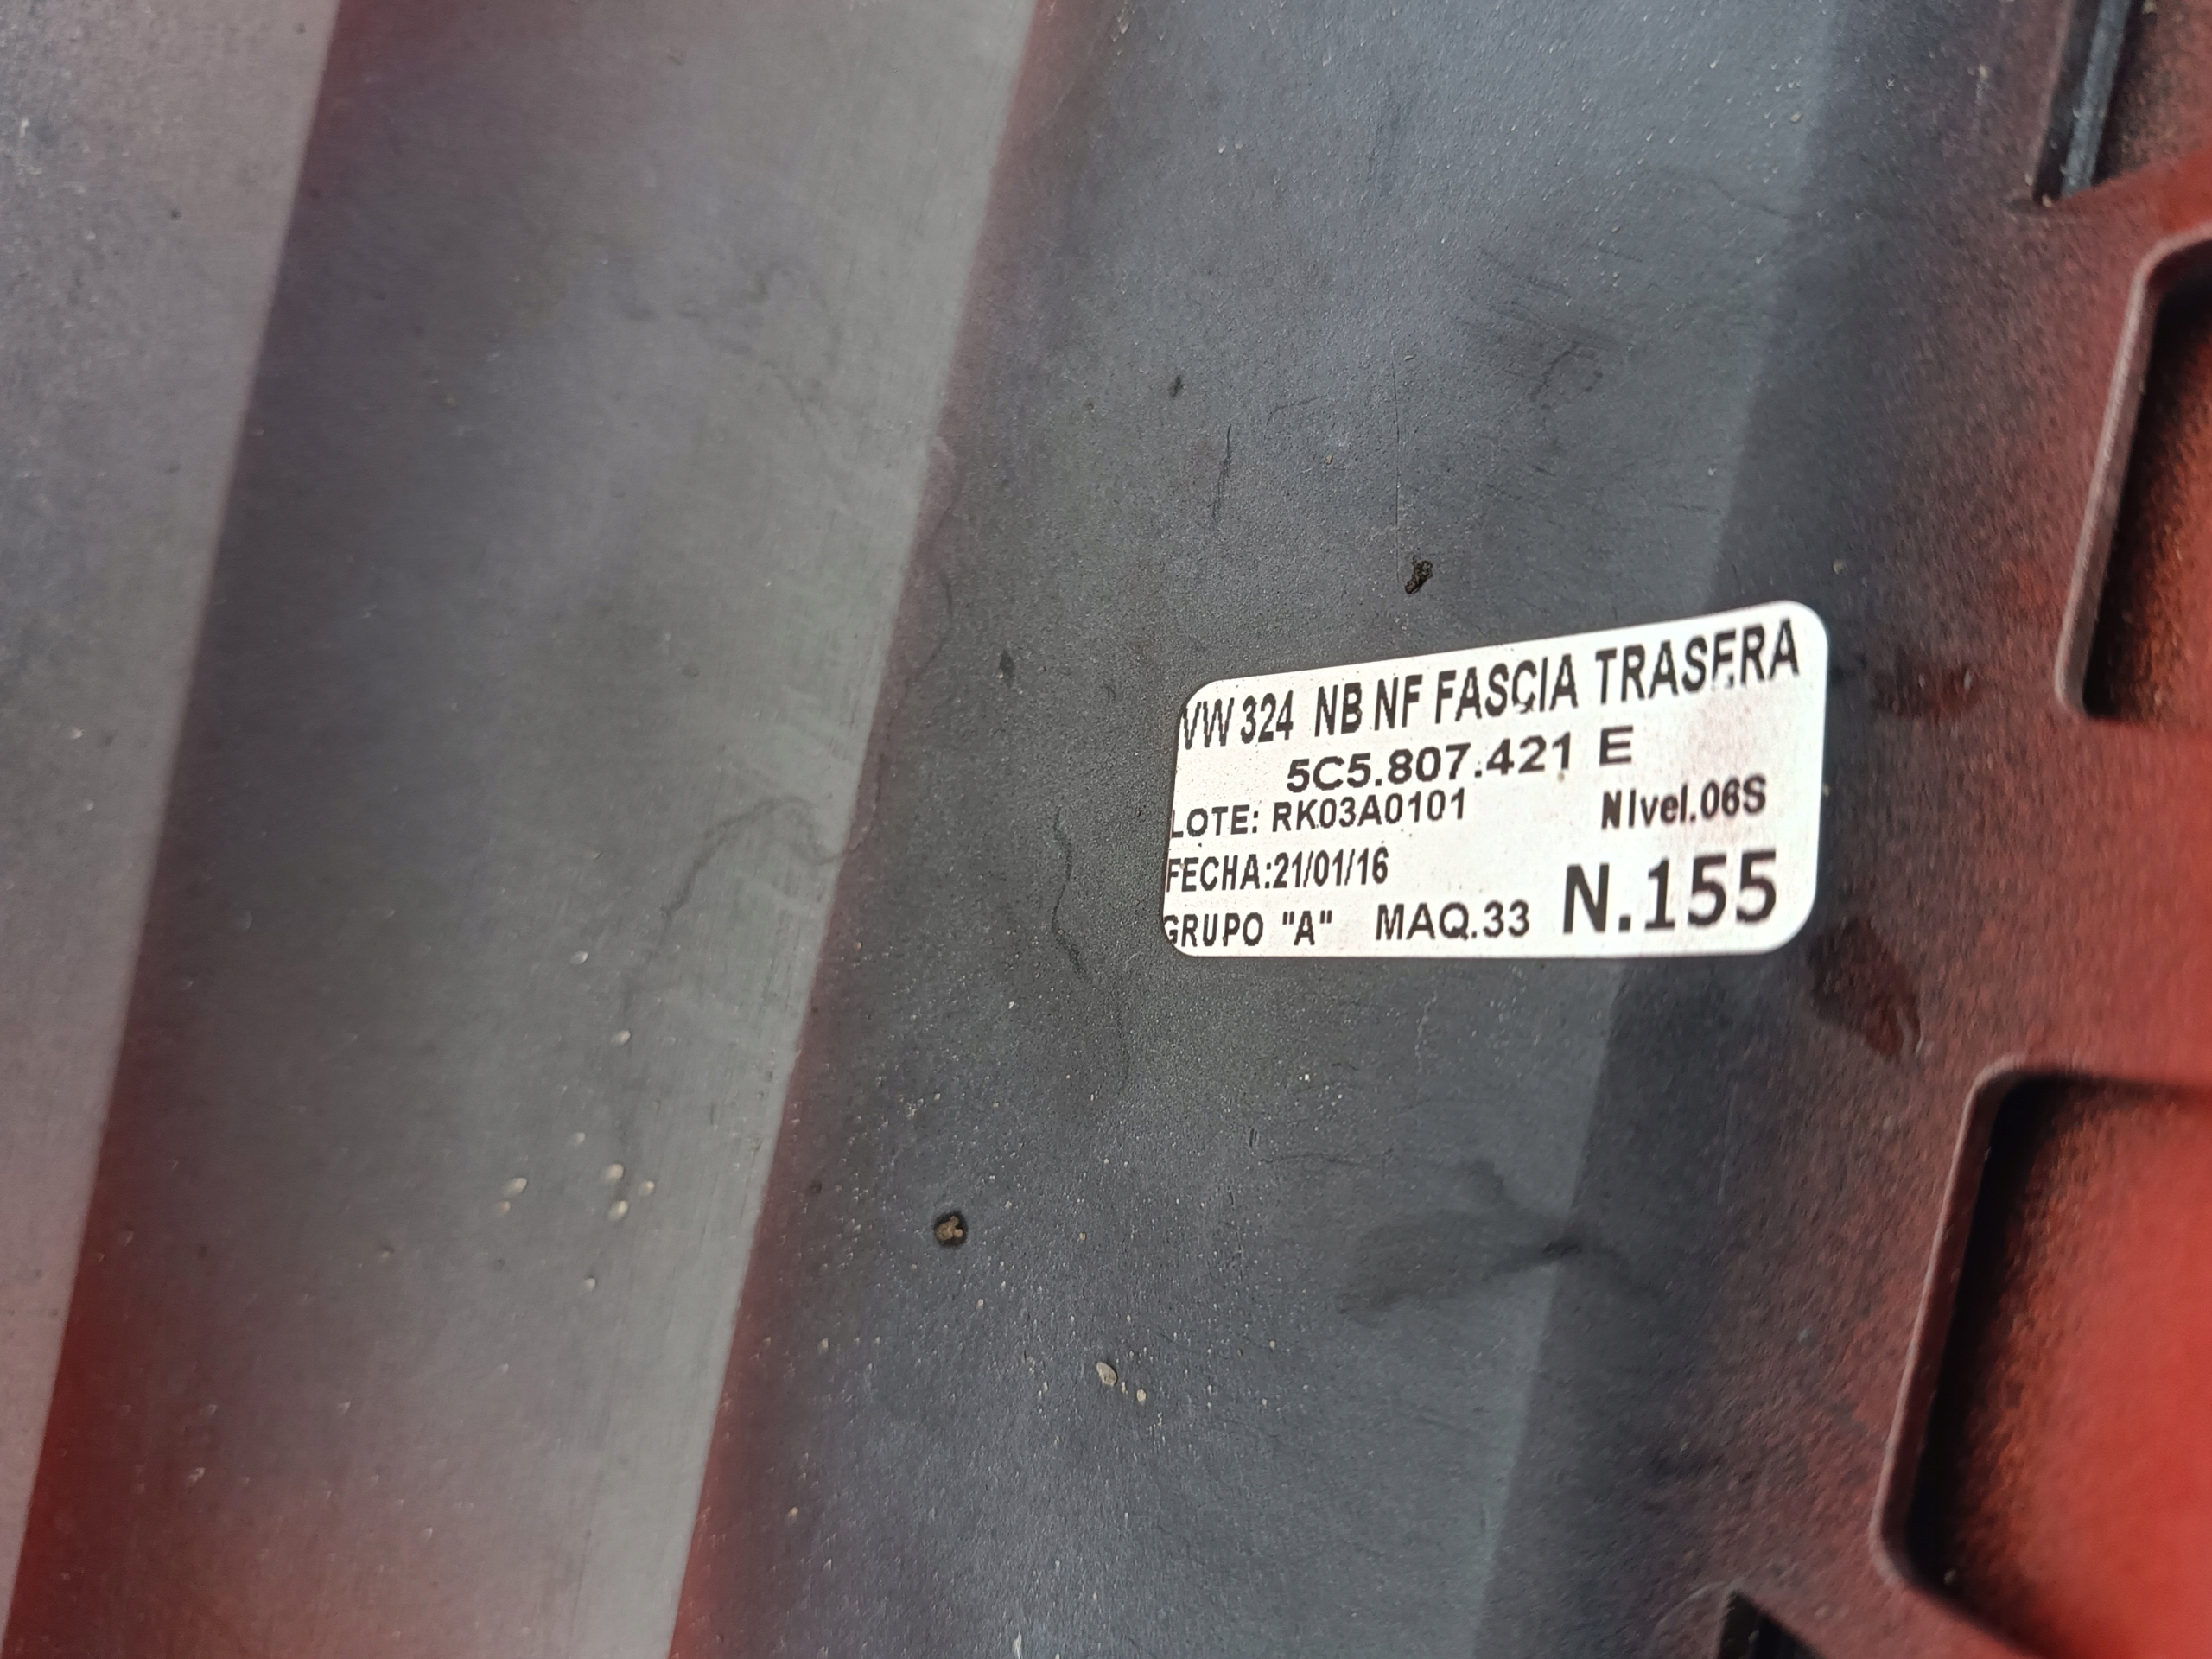 VW 324 NB NF FASCIA TRASERA
5C5.807.421 E
LOTE: RK03A0101 NIvel.06S
FECHA:21/01/16
GRUPO "A" MAQ.33 N.155